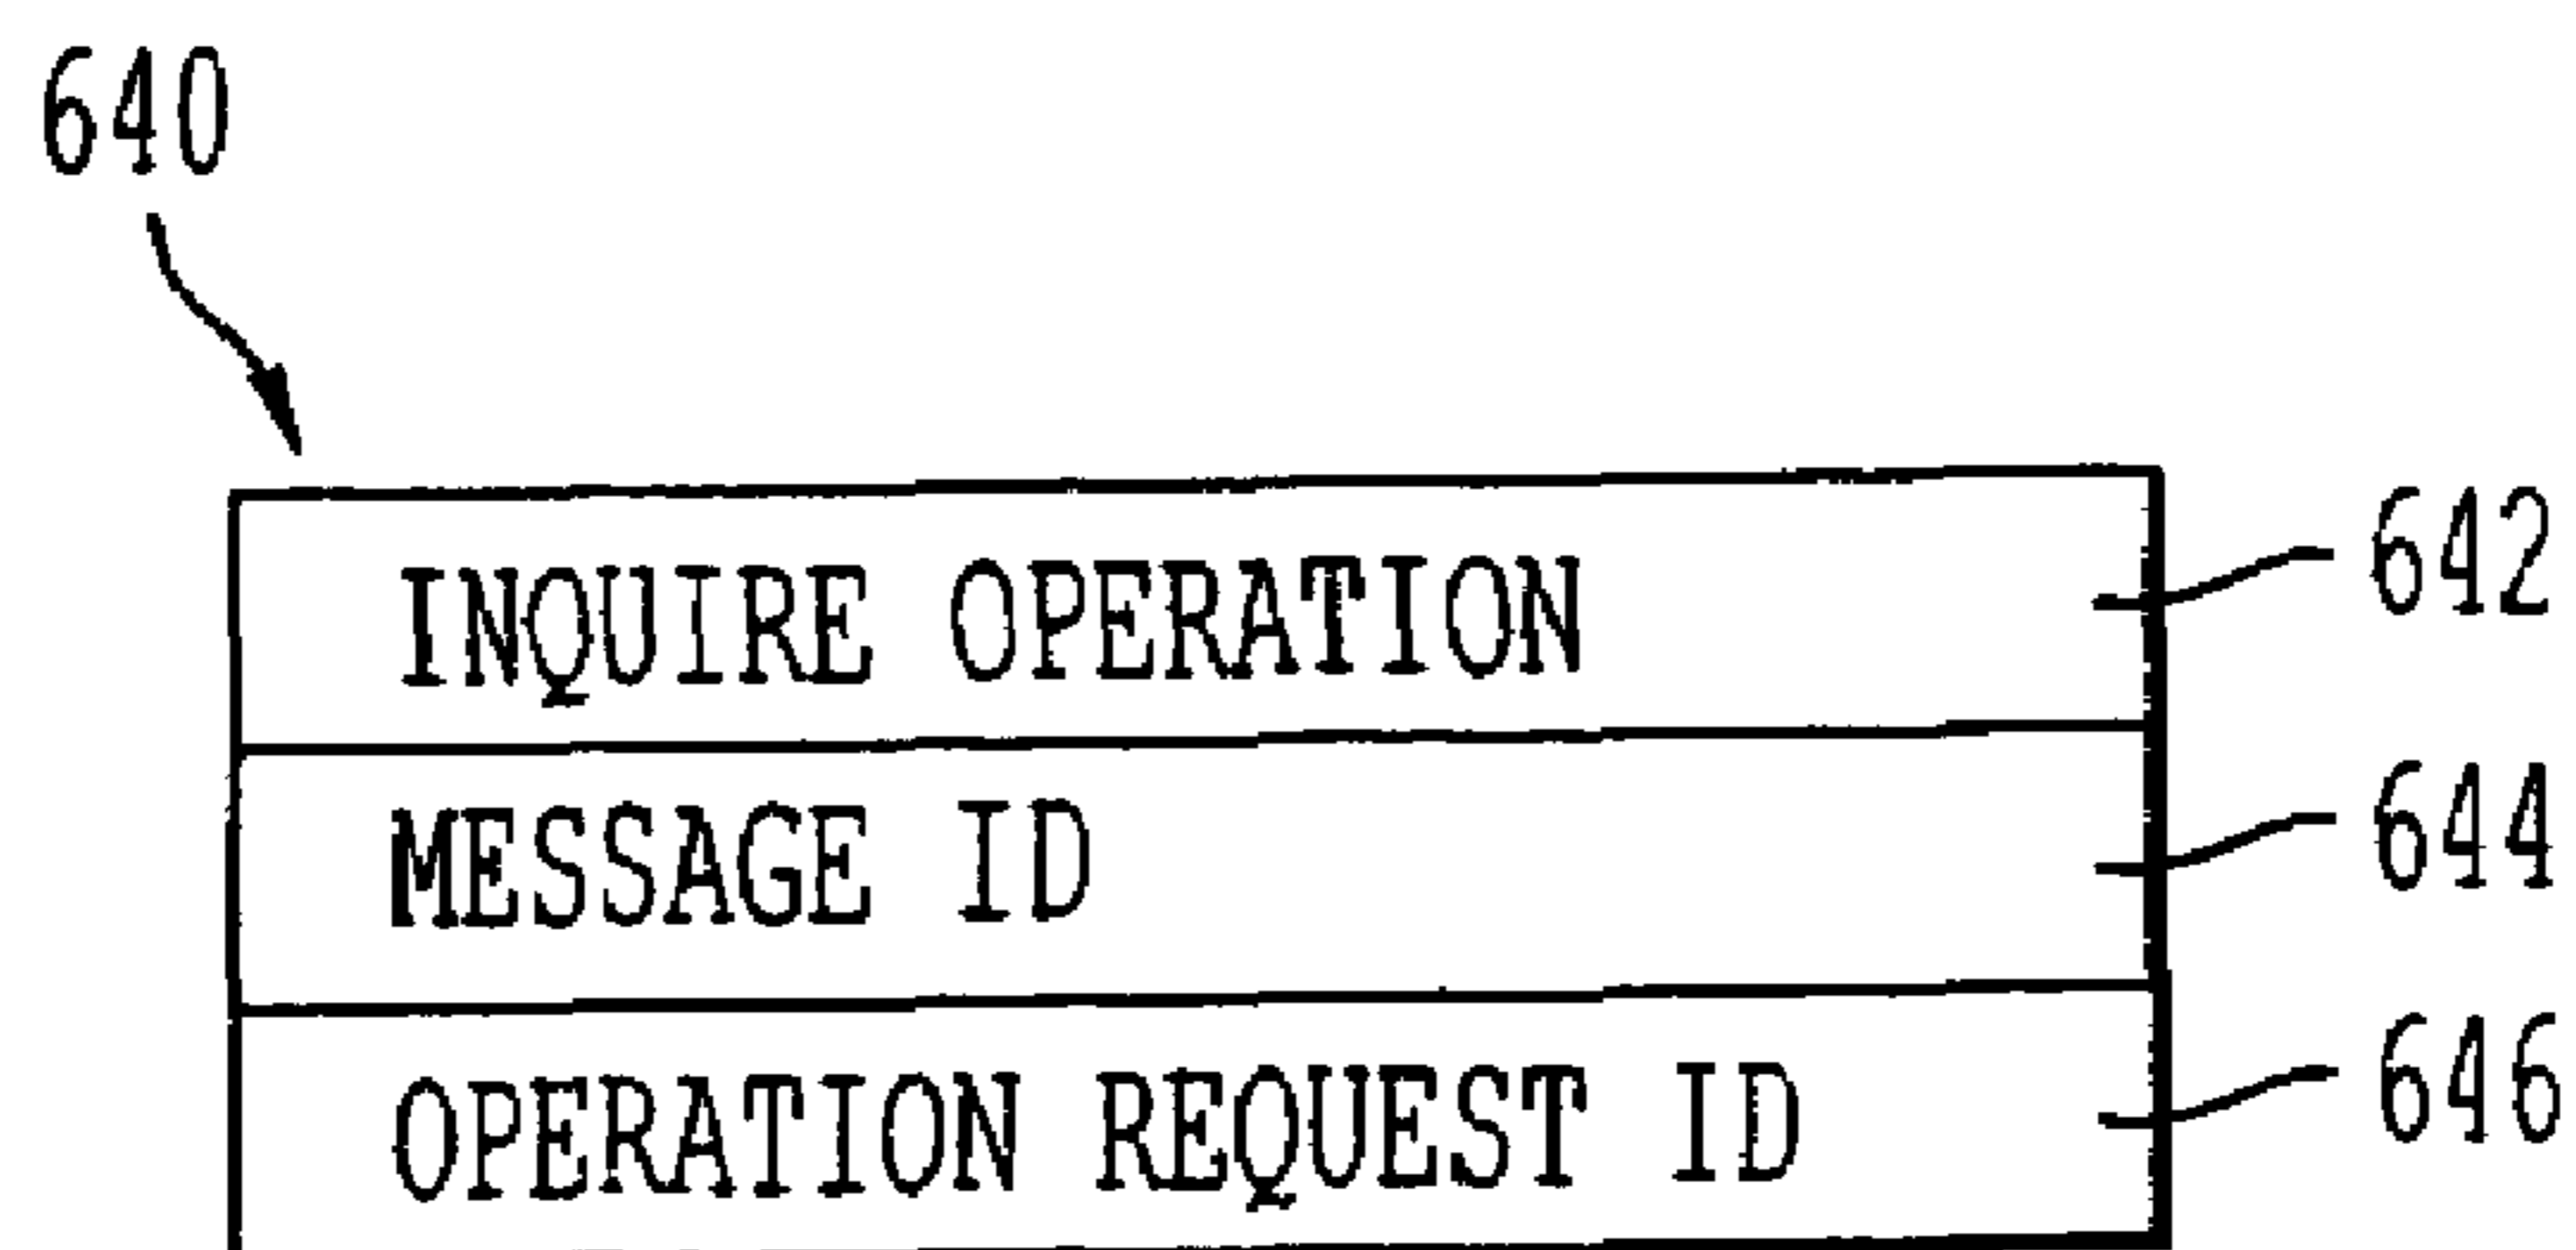 640
INQUIRE OPERATION 642
MESSAGE ID 644
OPERATION REQUEST ID 646